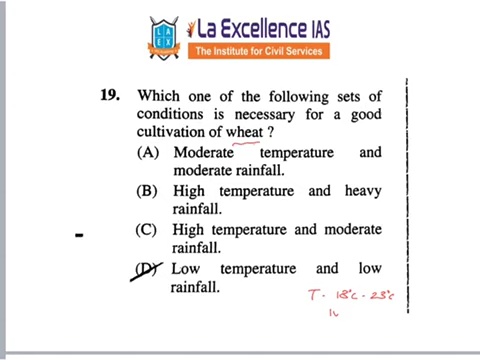 La Excellence IAS
The Institute for Civil Services
19. Which one of the following sets of
conditions is necessary for a good
cultivation of wheat ?
(A) Moderate temperature and
moderate rainfall.
(B) High temperature and heavy
rainfall.
(C) High temperature and moderate
rainfall.
(D) Low temperature and low
rainfall.
T - 18°c - 23°c